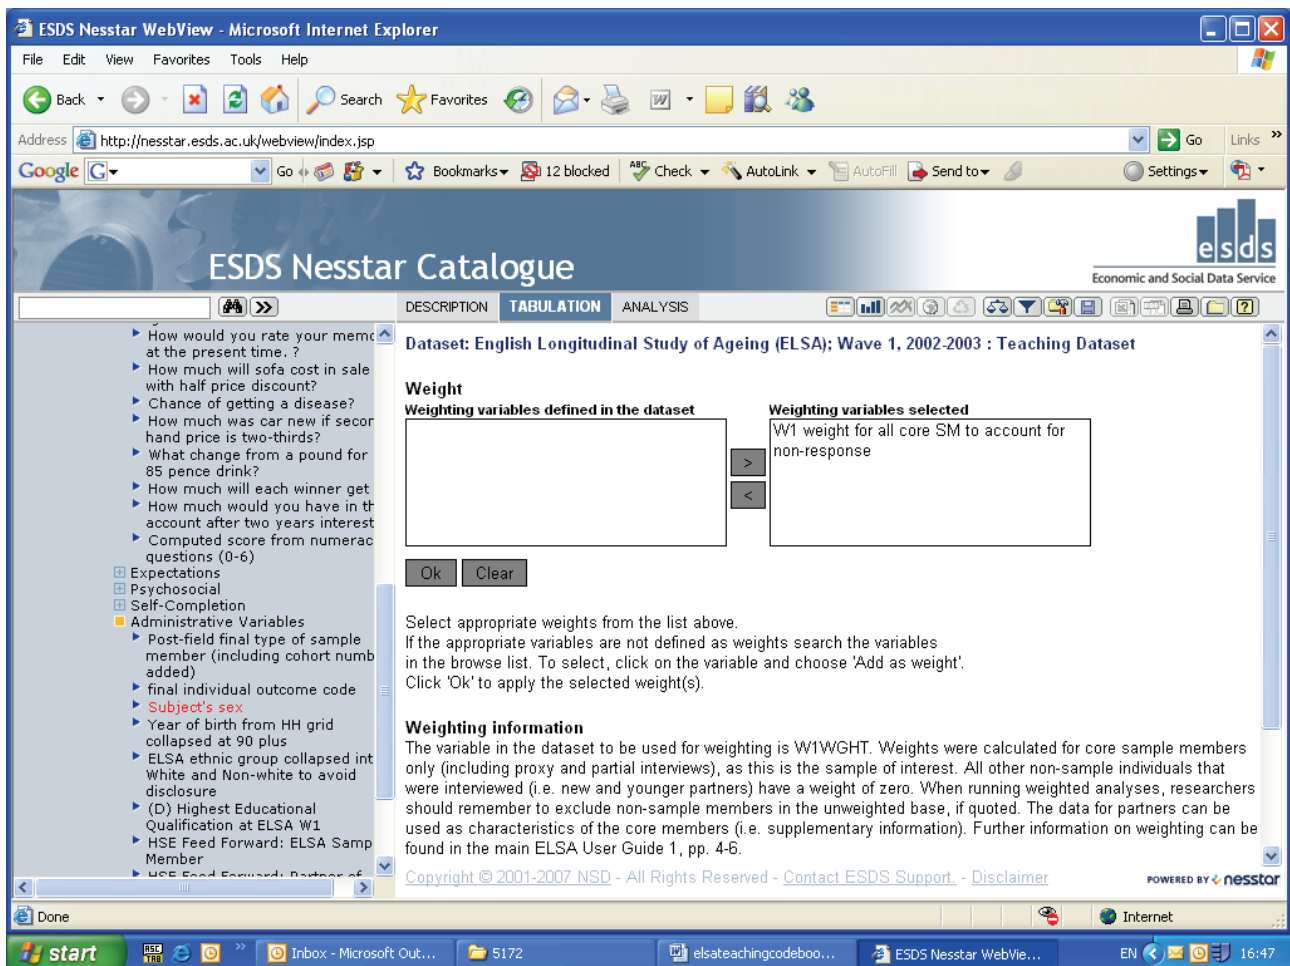 ESDS Nesstar WebView - Microsoft Internet Explorer
File Edit View Favorites Tools Help
Back Search Favorites
Address http://nesstar.esds.ac.uk/webview/index.jsp Go Links »
Google G Go Bookmarks 12 blocked ABC Check AutoLink AutoFill Send to Settings
ESDS Nesstar Catalogue
esds
Economic and Social Data Service
DESCRIPTION TABULATION ANALYSIS
How would you rate your memo
at the present time. ?
How much will sofa cost in sale
with half price discount?
Chance of getting a disease?
How much was car new if secor
hand price is two-thirds?
What change from a pound for
85 pence drink?
How much will each winner get
How much would you have in th
account after two years interest
Computed score from numerac
questions (0-6)
Expectations
Psychosocial
Self-Completion
Administrative Variables
Post-field final type of sample
member (including cohort numb
added)
final individual outcome code
Subject's sex
Year of birth from HH grid
collapsed at 90 plus
ELSA ethnic group collapsed int
White and Non-white to avoid
disclosure
(D) Highest Educational
Qualification at ELSA W1
HSE Feed Forward: ELSA Samp
Member
HSE Feed Forward: Partner of
Dataset: English Longitudinal Study of Ageing (ELSA); Wave 1, 2002-2003 : Teaching Dataset
Weight
Weighting variables defined in the dataset Weighting variables selected
W1 weight for all core SM to account for
non-response
>
<
Ok Clear
Select appropriate weights from the list above.
If the appropriate variables are not defined as weights search the variables
in the browse list. To select, click on the variable and choose 'Add as weight'.
Click 'Ok' to apply the selected weight(s).
Weighting information
The variable in the dataset to be used for weighting is W1WGHT. Weights were calculated for core sample members
only (including proxy and partial interviews), as this is the sample of interest. All other non-sample individuals that
were interviewed (i.e. new and younger partners) have a weight of zero. When running weighted analyses, researchers
should remember to exclude non-sample members in the unweighted base, if quoted. The data for partners can be
used as characteristics of the core members (i.e. supplementary information). Further information on weighting can be
found in the main ELSA User Guide 1, pp. 4-6.
Copyright © 2001-2007 NSD - All Rights Reserved - Contact ESDS Support. - Disclaimer POWERED BY nesstar
Done Internet
start » Inbox - Microsoft Out... 5172 elsateachingcodeboo... ESDS Nesstar WebVie... EN 16:47